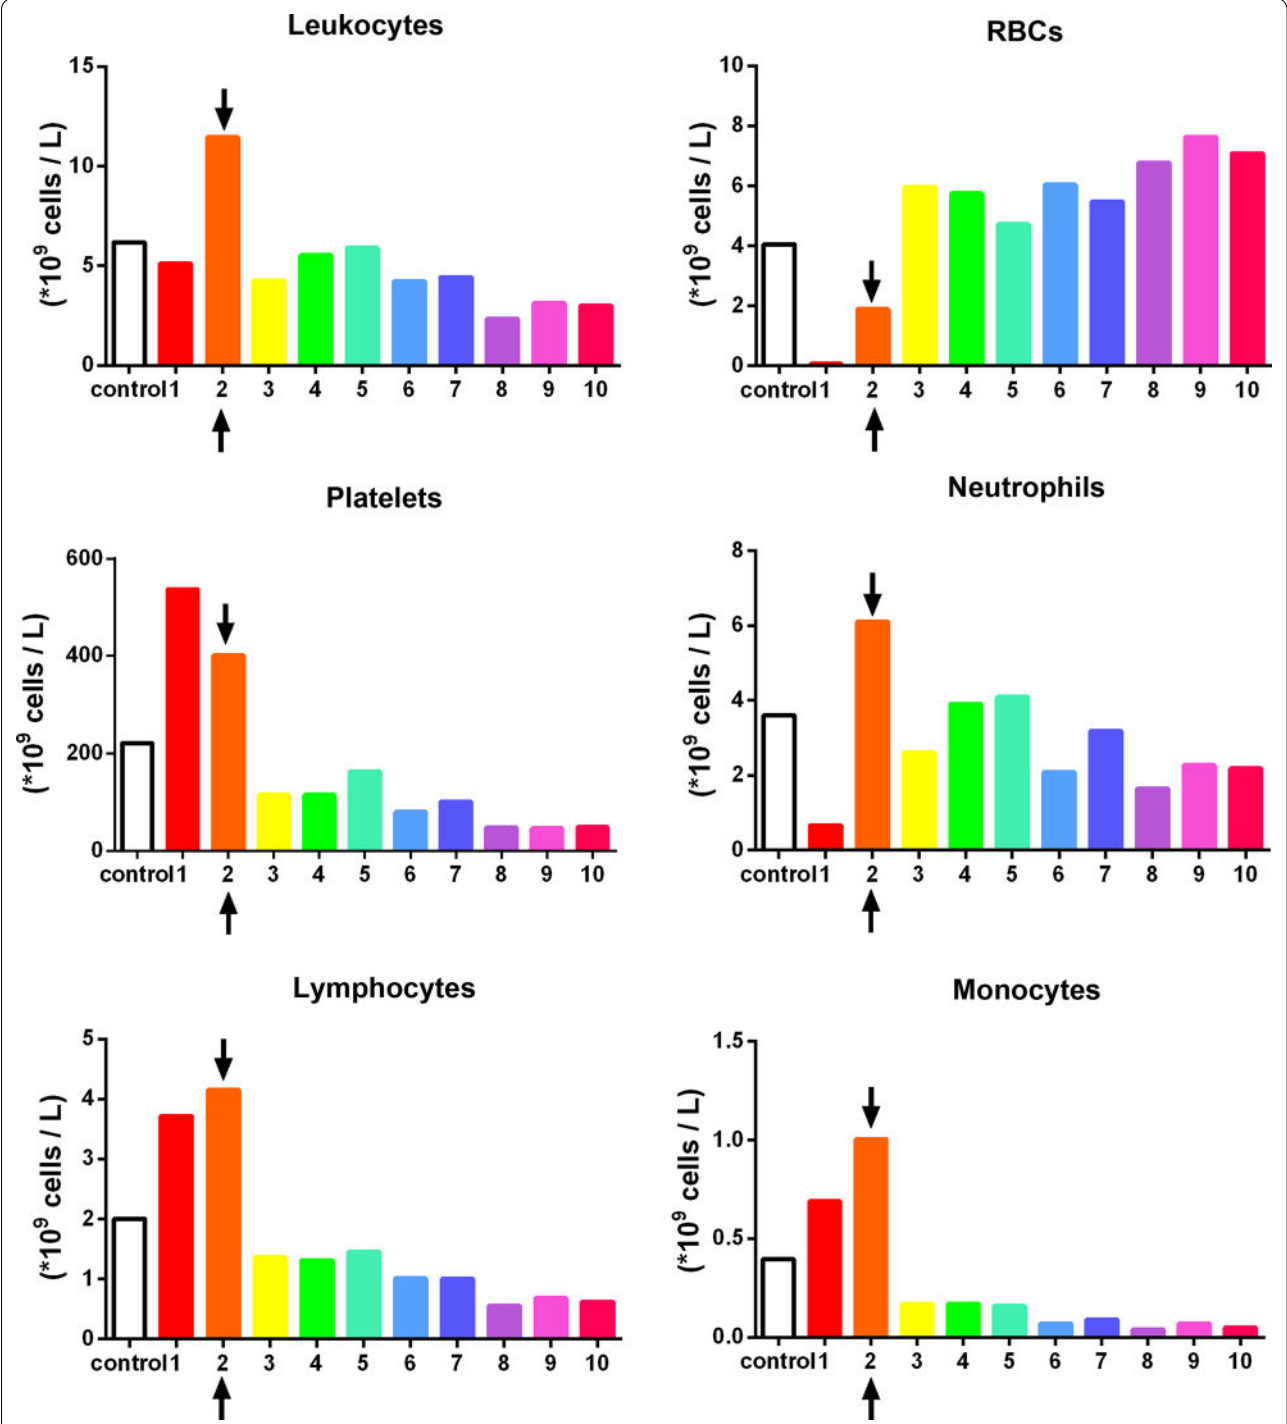 Leukocytes
(*10⁹ cells / L)
15
10
5
0
control 1 2 3 4 5 6 7 8 9 10
RBCs
(*10⁹ cells / L)
10
8
6
4
2
0
control 1 2 3 4 5 6 7 8 9 10
Platelets
(*10⁹ cells / L)
600
400
200
0
control 1 2 3 4 5 6 7 8 9 10
Neutrophils
(*10⁹ cells / L)
8
6
4
2
0
control 1 2 3 4 5 6 7 8 9 10
Lymphocytes
(*10⁹ cells / L)
5
4
3
2
1
0
control 1 2 3 4 5 6 7 8 9 10
Monocytes
(*10⁹ cells / L)
1.5
1.0
0.5
0.0
control 1 2 3 4 5 6 7 8 9 10